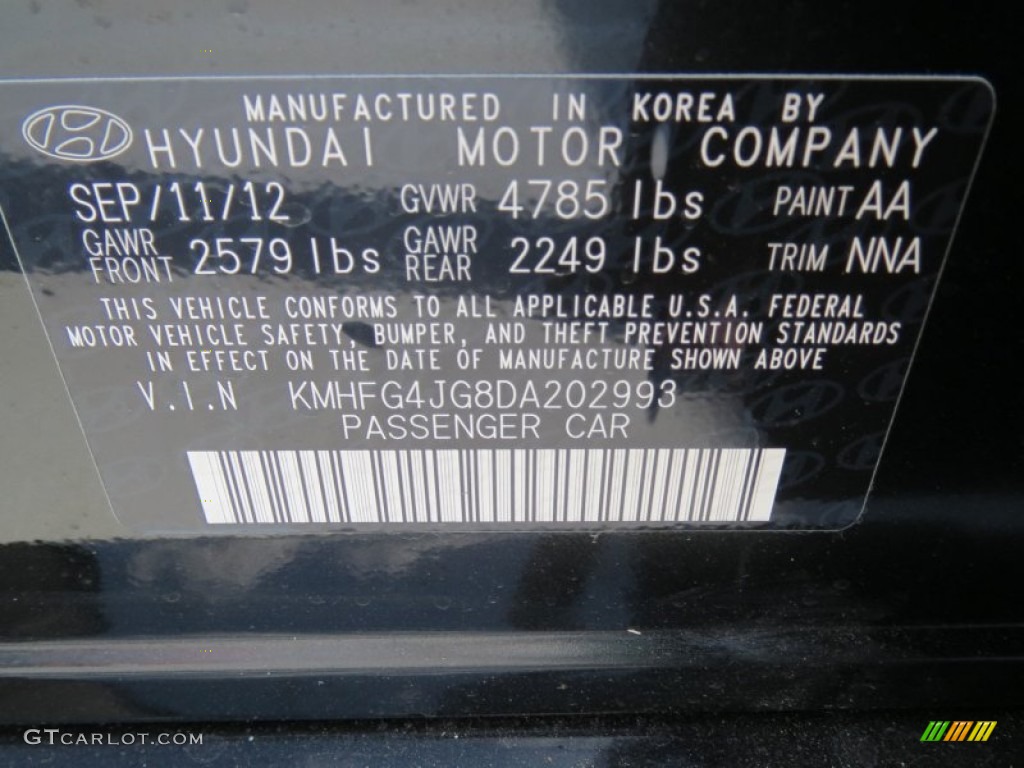 MANUFACTURED IN KOREA BY
HYUNDAI MOTOR COMPANY
SEP/11/12 GVWR 4785 lbs PAINT AA
GAWR FRONT 2579 lbs GAWR REAR 2249 lbs TRIM NNA
THIS VEHICLE CONFORMS TO ALL APPLICABLE U.S.A. FEDERAL
MOTOR VEHICLE SAFETY, BUMPER, AND THEFT PREVENTION STANDARDS
IN EFFECT ON THE DATE OF MANUFACTURE SHOWN ABOVE
V.I.N KMHFG4JG8DA202993
PASSENGER CAR
GTCARLOT.COM